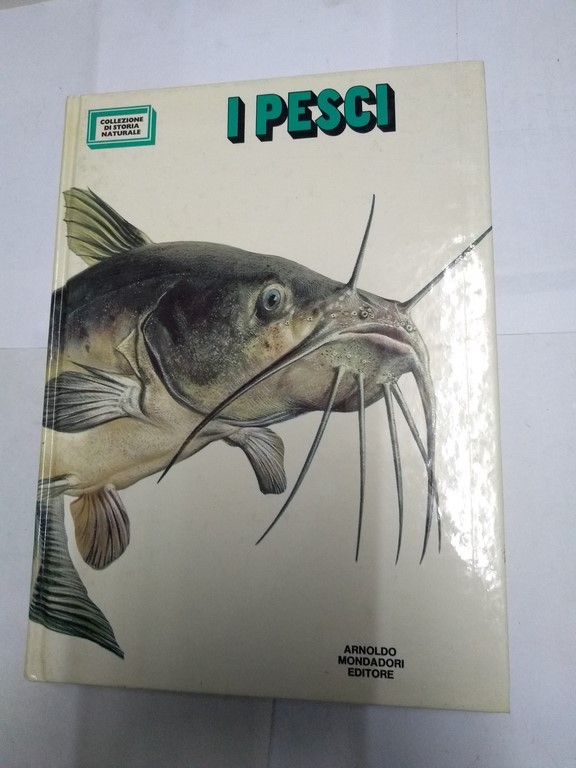 COLLEZIONE
DI STORIA
NATURALE
I PESCI
ARNOLDO
MONDADORI
EDITORE